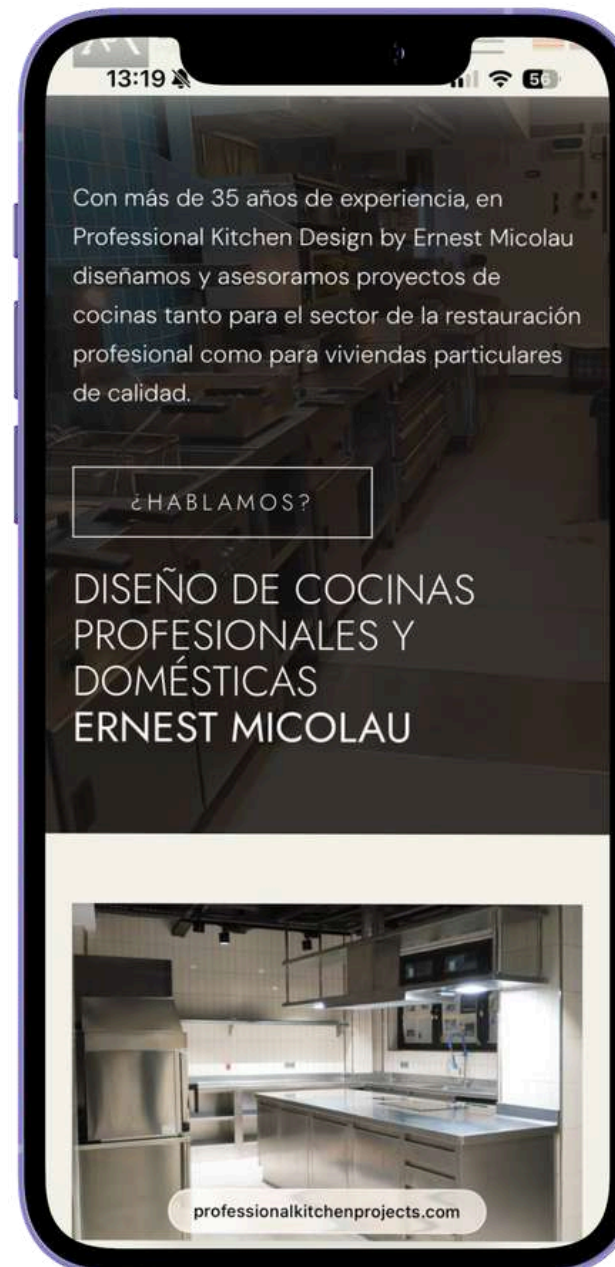 13:19
56
Con más de 35 años de experiencia, en
Professional Kitchen Design by Ernest Micolau
diseñamos y asesoramos proyectos de
cocinas tanto para el sector de la restauración
profesional como para viviendas particulares
de calidad.
¿HABLAMOS?
DISEÑO DE COCINAS
PROFESIONALES Y
DOMÉSTICAS
ERNEST MICOLAU
professionalkitchenprojects.com